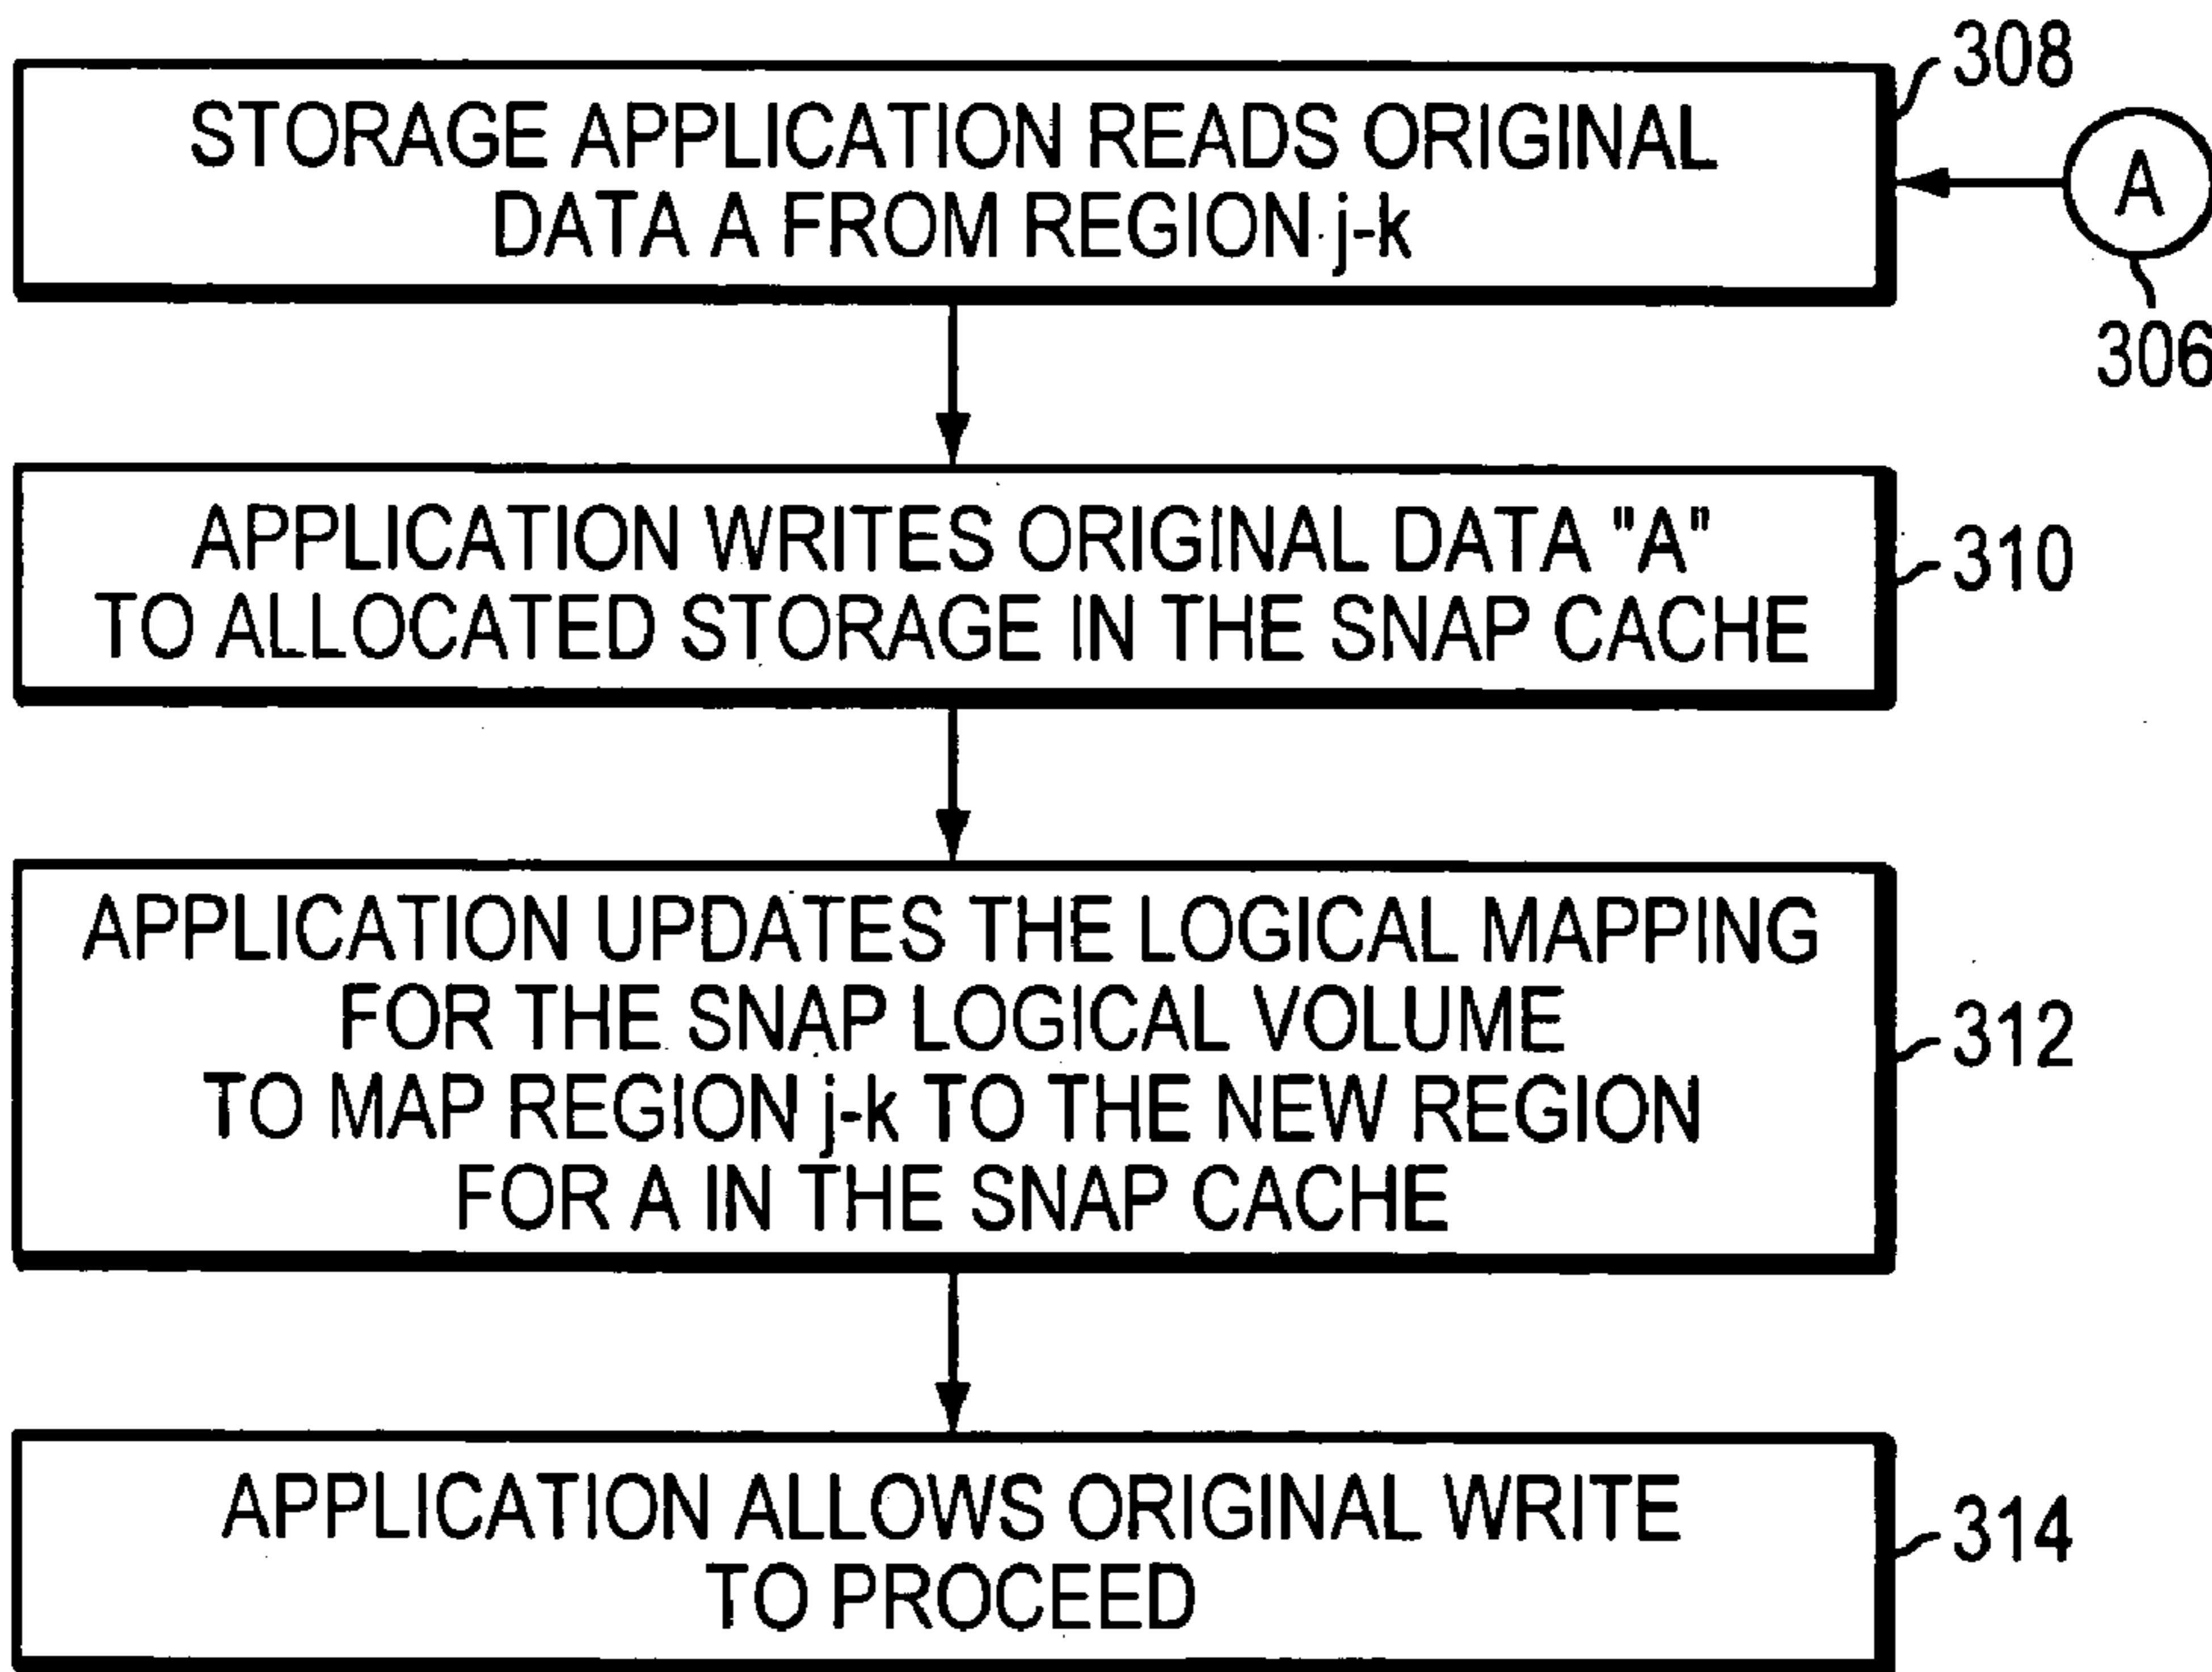 308
STORAGE APPLICATION READS ORIGINAL
DATA A FROM REGION j-k
A
306
APPLICATION WRITES ORIGINAL DATA "A"
TO ALLOCATED STORAGE IN THE SNAP CACHE
310
APPLICATION UPDATES THE LOGICAL MAPPING
FOR THE SNAP LOGICAL VOLUME
TO MAP REGION j-k TO THE NEW REGION
FOR A IN THE SNAP CACHE
312
APPLICATION ALLOWS ORIGINAL WRITE
TO PROCEED
314